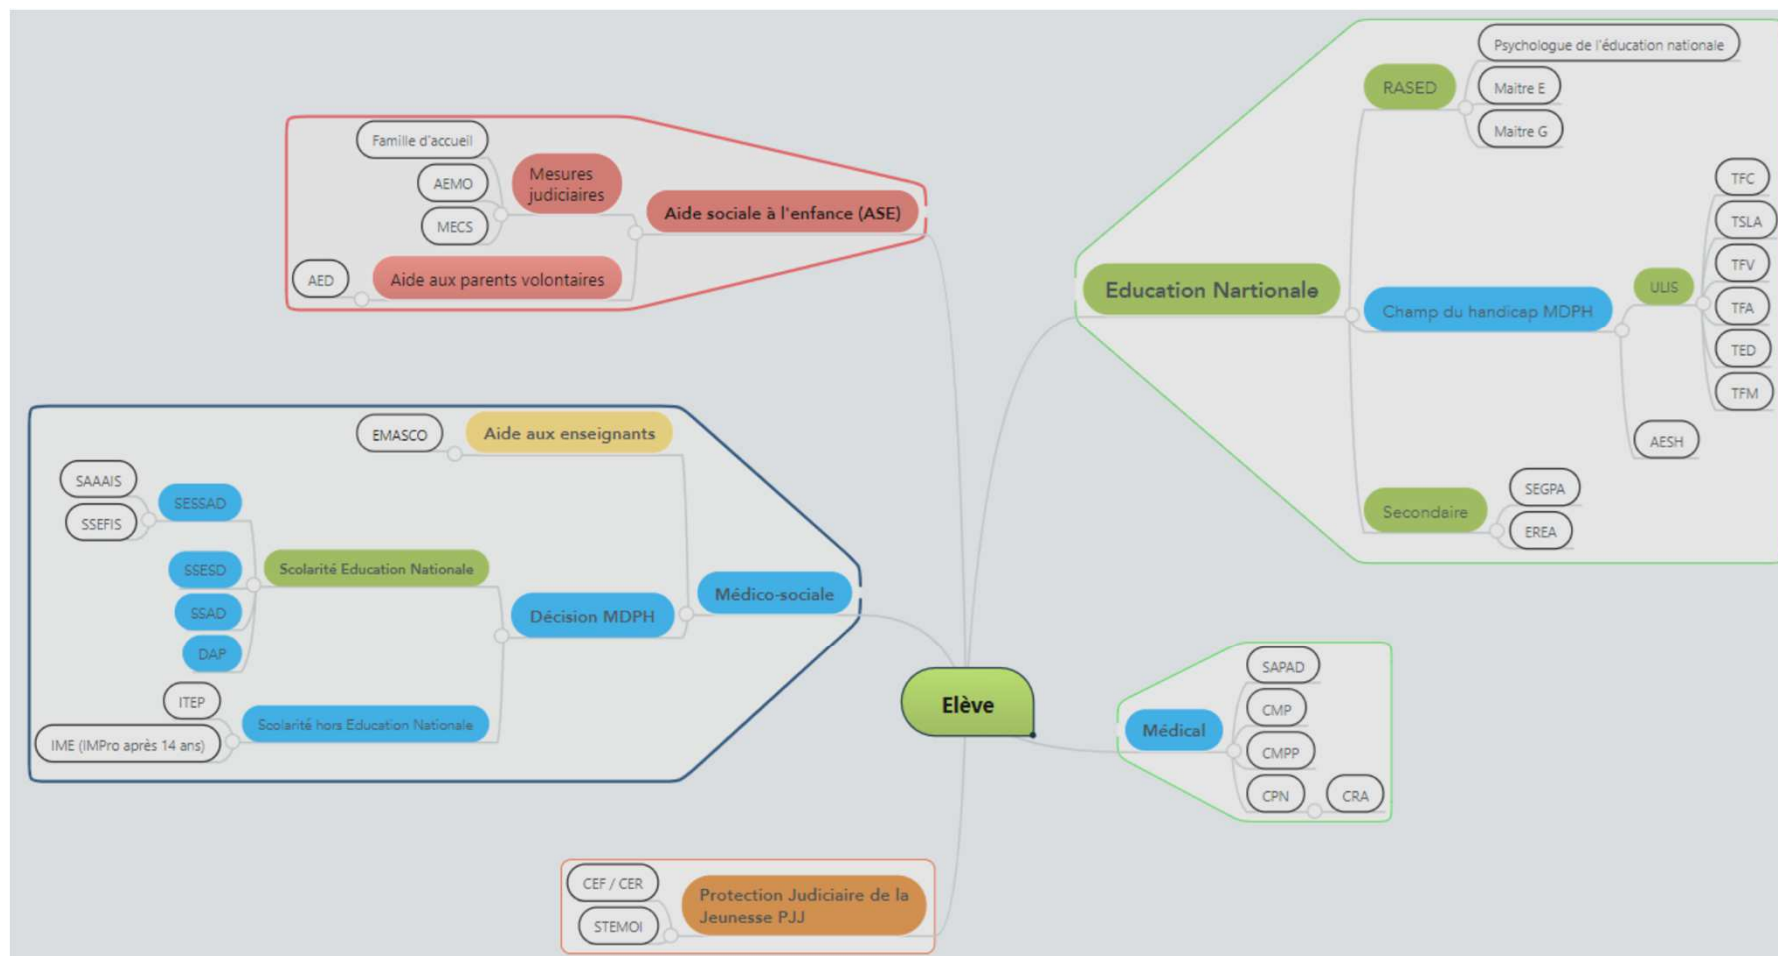 Psychologue de l'éducation nationale
RASED
Maitre E
Maitre G
Famille d'accueil
AEMO
MECS
Mesures
judiciaires
Aide sociale à l'enfance (ASE)
AED
Aide aux parents volontaires
Education Nartionale
Champ du handicap MDPH
ULIS
TFC
TSLA
TFV
TFA
TED
TFM
AESH
Secondaire
SEGPA
EREA
EMASCO
Aide aux enseignants
SAAAIS
SSEFIS
SESSAD
SSESD
SSAD
DAP
Scolarité Education Nationale
Décision MDPH
Médico-sociale
ITEP
IME (IMPro après 14 ans)
Scolarité hors Education Nationale
Elève
Médical
SAPAD
CMP
CMPP
CPN
CRA
CEF / CER
STEMOI
Protection Judiciaire de la
Jeunesse PJJ